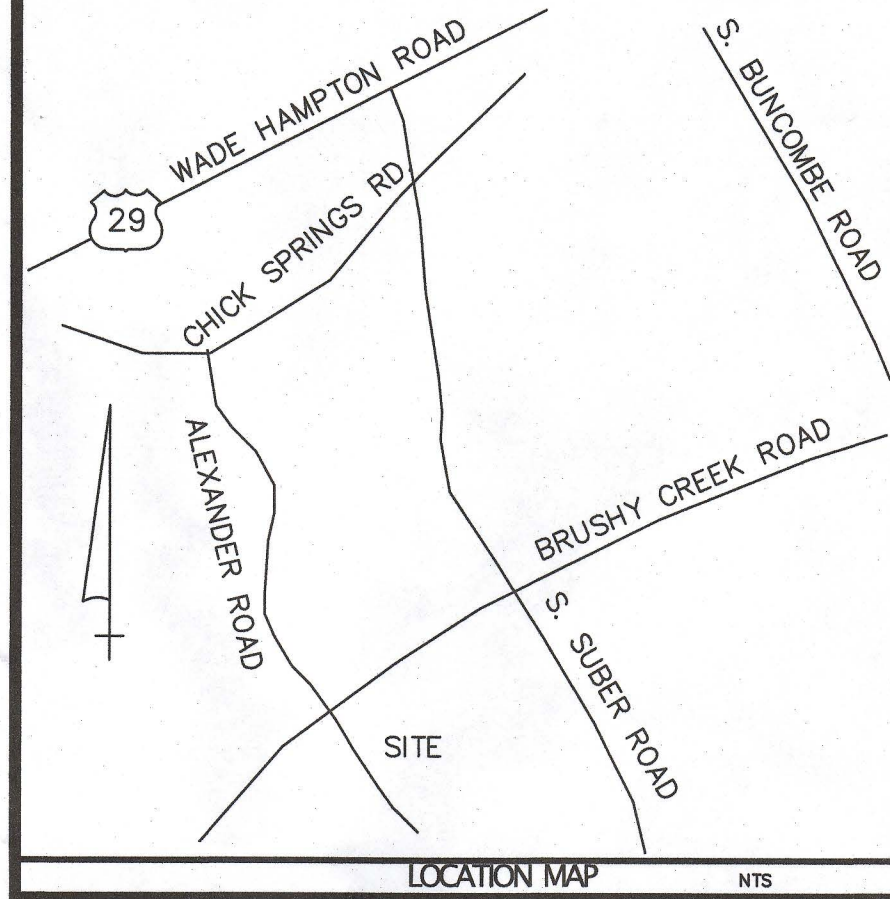 WADE HAMPTON ROAD
S. BUNCOMBE ROAD
29
CHICK SPRINGS RD
ALEXANDER ROAD
BRUSHY CREEK ROAD
S. SUBER ROAD
SITE
LOCATION MAP NTS